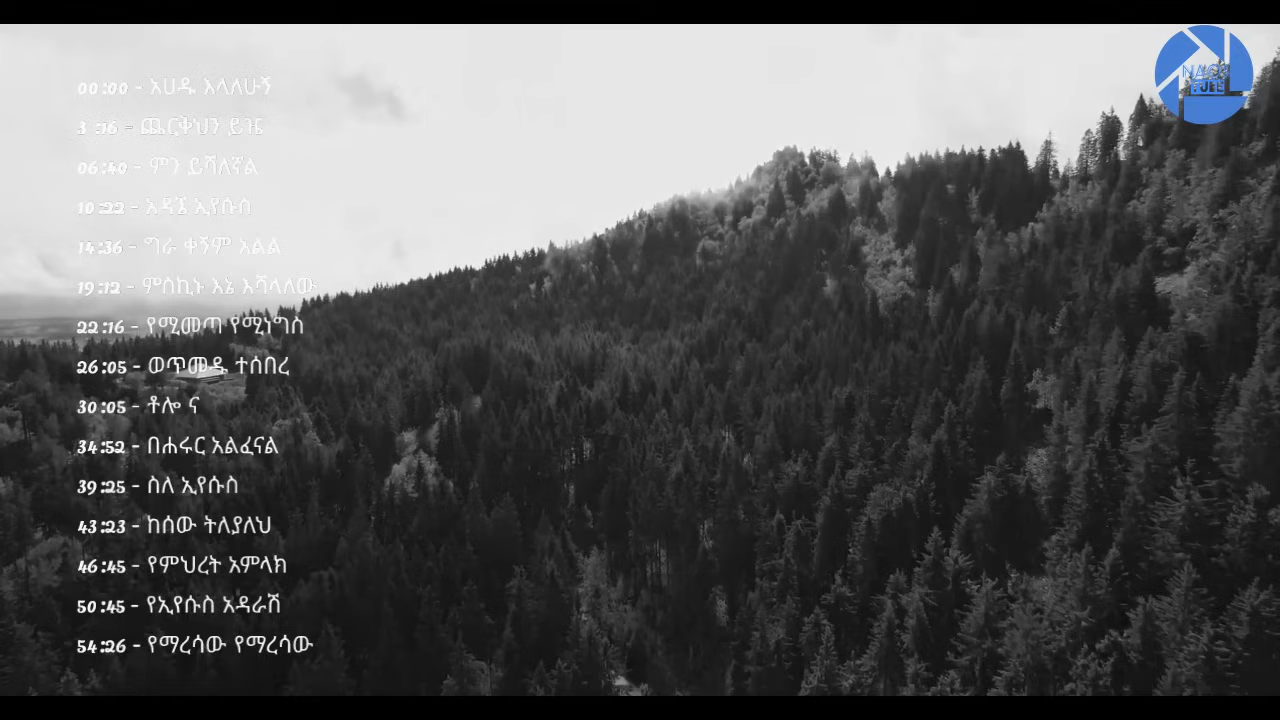 00:00 - አሀዱ እላለሁኝ
3 :16 - ጨርቅህን ይዤ
06:40 - ምን ይሻለኛል
10:22 - አዳኜ ኢየሱስ
14:36 - ግራ ቀኝም አልል
19:12 - ምስኪኑ እኔ እሻላለው
22:16 - የሚመጣ የሚነግስ
26:05 - ወጥመዱ ተሰበረ
30:05 - ቶሎ ና
34:52 - በሐሩር አልፈናል
39:25 - ስለ ኢየሱስ
43:23 - ከሰው ትለያለህ
46:45 - የምህረት አምላክ
50:45 - የኢየሱስ አዳራሽ
54:26 - የማረሳው የማረሳው